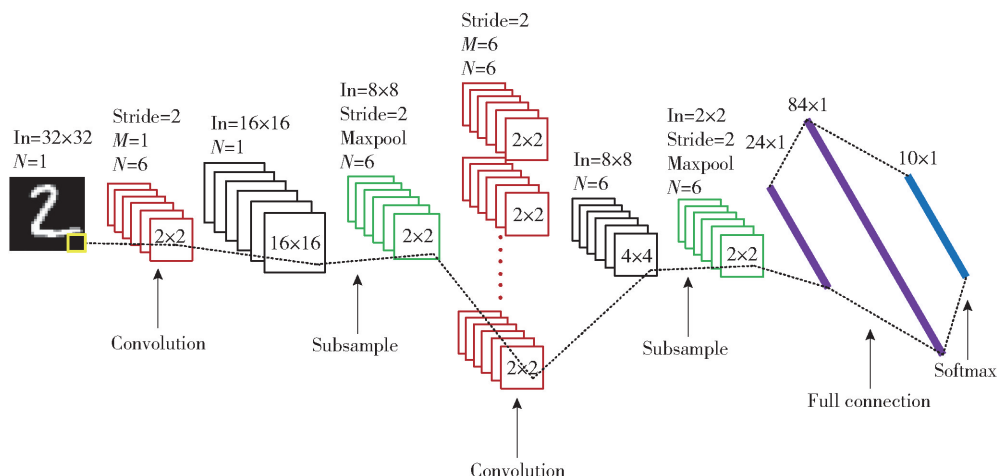 In=32×32
N=1
Stride=2
M=1
N=6
2×2
Convolution
In=16×16
N=1
16×16
In=8×8
Stride=2
Maxpool
N=6
2×2
Subsample
Stride=2
M=6
N=6
2×2
2×2
2×2
Convolution
In=8×8
N=6
4×4
In=2×2
Stride=2
Maxpool
N=6
2×2
Subsample
24×1
84×1
10×1
Full connection
Softmax
2